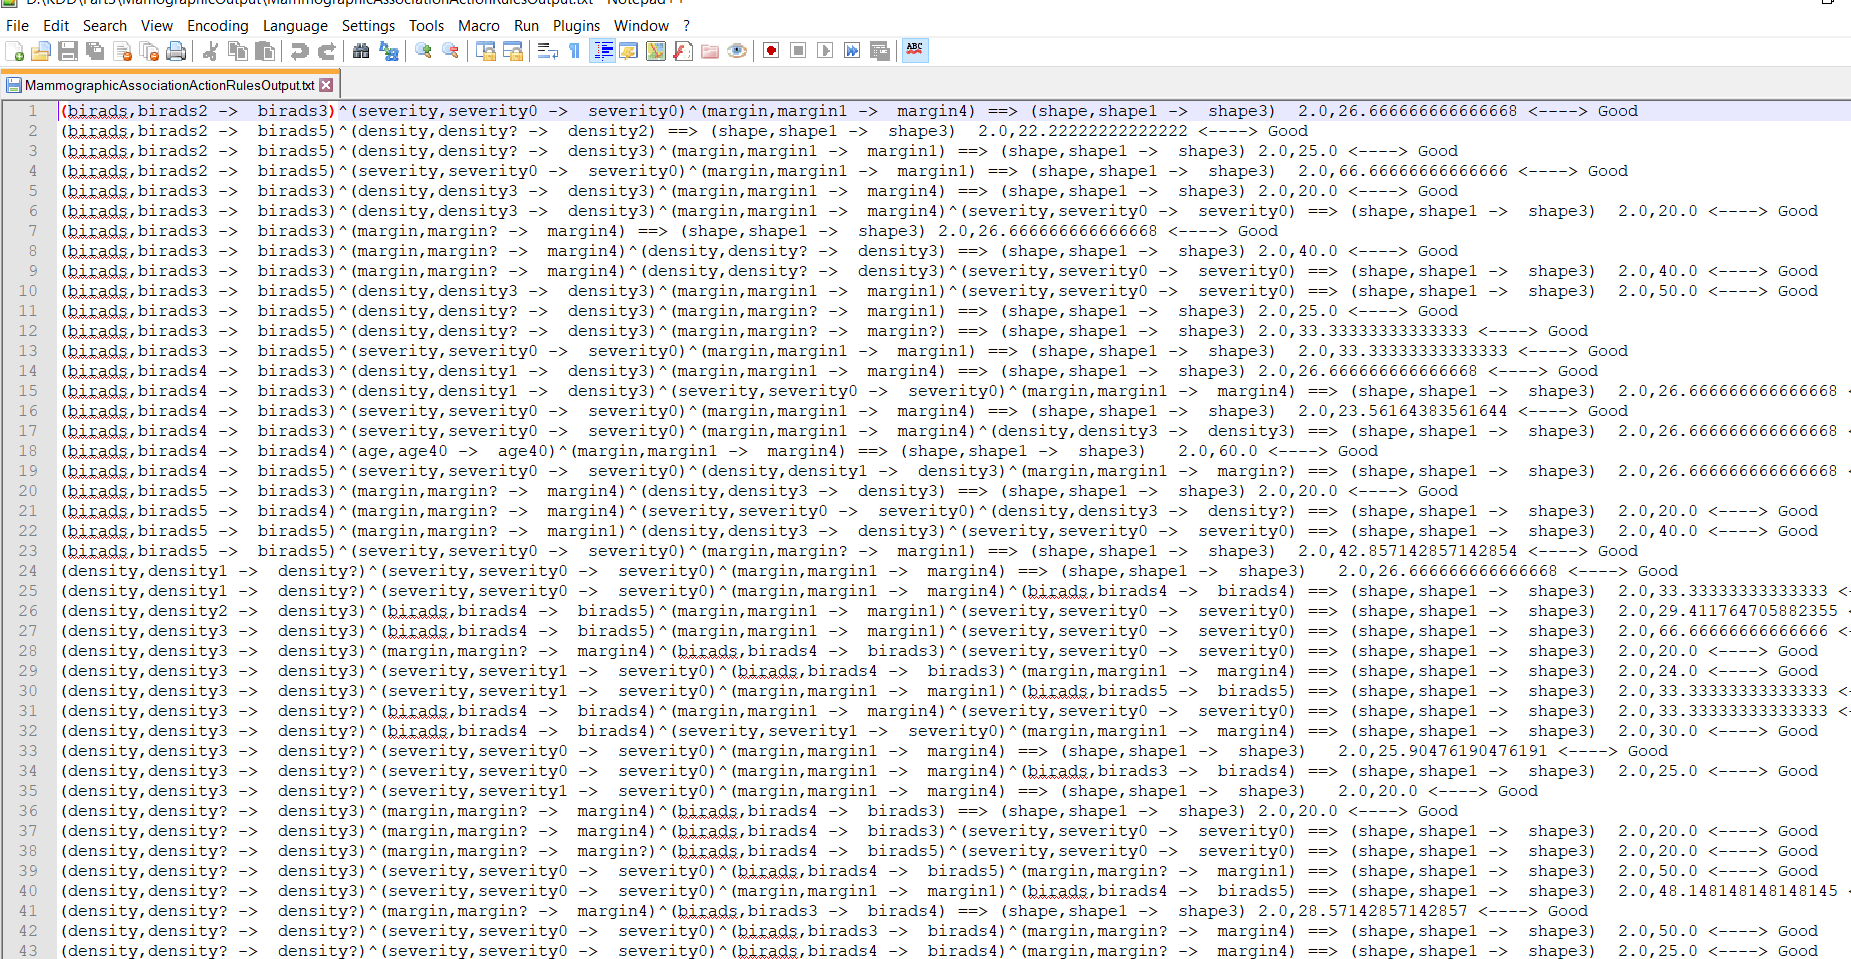 D:\KDD\Part3\MamographicOutput\MammographicAssociationActionRulesOutput.txt - Notepad++
File Edit Search View Encoding Language Settings Tools Macro Run Plugins Window ?
ABC
MammographicAssociationActionRulesOutput.txt
1 (birads,birads2 -> birads3)^(severity,severity0 -> severity0)^(margin,margin1 -> margin4) ==> (shape,shape1 -> shape3) 2.0,26.666666666666668 <----> Good
2 (birads,birads2 -> birads5)^(density,density? -> density2) ==> (shape,shape1 -> shape3) 2.0,22.22222222222222 <----> Good
3 (birads,birads2 -> birads5)^(density,density? -> density3)^(margin,margin1 -> margin1) ==> (shape,shape1 -> shape3) 2.0,25.0 <----> Good
4 (birads,birads2 -> birads5)^(severity,severity0 -> severity0)^(margin,margin1 -> margin1) ==> (shape,shape1 -> shape3) 2.0,66.66666666666666 <----> Good
5 (birads,birads3 -> birads3)^(density,density3 -> density3)^(margin,margin1 -> margin4) ==> (shape,shape1 -> shape3) 2.0,20.0 <----> Good
6 (birads,birads3 -> birads3)^(density,density3 -> density3)^(margin,margin1 -> margin4)^(severity,severity0 -> severity0) ==> (shape,shape1 -> shape3) 2.0,20.0 <----> Good
7 (birads,birads3 -> birads3)^(margin,margin? -> margin4) ==> (shape,shape1 -> shape3) 2.0,26.666666666666668 <----> Good
8 (birads,birads3 -> birads3)^(margin,margin? -> margin4)^(density,density? -> density3) ==> (shape,shape1 -> shape3) 2.0,40.0 <----> Good
9 (birads,birads3 -> birads3)^(margin,margin? -> margin4)^(density,density? -> density3)^(severity,severity0 -> severity0) ==> (shape,shape1 -> shape3) 2.0,40.0 <----> Good
10 (birads,birads3 -> birads5)^(density,density3 -> density3)^(margin,margin1 -> margin1)^(severity,severity0 -> severity0) ==> (shape,shape1 -> shape3) 2.0,50.0 <----> Good
11 (birads,birads3 -> birads5)^(density,density? -> density3)^(margin,margin? -> margin1) ==> (shape,shape1 -> shape3) 2.0,25.0 <----> Good
12 (birads,birads3 -> birads5)^(density,density? -> density3)^(margin,margin? -> margin?) ==> (shape,shape1 -> shape3) 2.0,33.33333333333333 <----> Good
13 (birads,birads3 -> birads5)^(severity,severity0 -> severity0)^(margin,margin1 -> margin1) ==> (shape,shape1 -> shape3) 2.0,33.33333333333333 <----> Good
14 (birads,birads4 -> birads3)^(density,density1 -> density3)^(margin,margin1 -> margin4) ==> (shape,shape1 -> shape3) 2.0,26.666666666666668 <----> Good
15 (birads,birads4 -> birads3)^(density,density1 -> density3)^(severity,severity0 -> severity0)^(margin,margin1 -> margin4) ==> (shape,shape1 -> shape3) 2.0,26.666666666666668 <
16 (birads,birads4 -> birads3)^(severity,severity0 -> severity0)^(margin,margin1 -> margin4) ==> (shape,shape1 -> shape3) 2.0,23.56164383561644 <----> Good
17 (birads,birads4 -> birads3)^(severity,severity0 -> severity0)^(margin,margin1 -> margin4)^(density,density3 -> density3) ==> (shape,shape1 -> shape3) 2.0,26.666666666666668 <
18 (birads,birads4 -> birads4)^(age,age40 -> age40)^(margin,margin1 -> margin4) ==> (shape,shape1 -> shape3) 2.0,60.0 <----> Good
19 (birads,birads4 -> birads5)^(severity,severity0 -> severity0)^(density,density1 -> density3)^(margin,margin1 -> margin?) ==> (shape,shape1 -> shape3) 2.0,26.666666666666668 <
20 (birads,birads5 -> birads3)^(margin,margin? -> margin4)^(density,density3 -> density3) ==> (shape,shape1 -> shape3) 2.0,20.0 <----> Good
21 (birads,birads5 -> birads4)^(margin,margin? -> margin4)^(severity,severity0 -> severity0)^(density,density3 -> density?) ==> (shape,shape1 -> shape3) 2.0,20.0 <----> Good
22 (birads,birads5 -> birads5)^(margin,margin? -> margin1)^(density,density3 -> density3)^(severity,severity0 -> severity0) ==> (shape,shape1 -> shape3) 2.0,40.0 <----> Good
23 (birads,birads5 -> birads5)^(severity,severity0 -> severity0)^(margin,margin? -> margin1) ==> (shape,shape1 -> shape3) 2.0,42.857142857142854 <----> Good
24 (density,density1 -> density?)^(severity,severity0 -> severity0)^(margin,margin1 -> margin4) ==> (shape,shape1 -> shape3) 2.0,26.666666666666668 <----> Good
25 (density,density1 -> density?)^(severity,severity0 -> severity0)^(margin,margin1 -> margin4)^(birads,birads4 -> birads4) ==> (shape,shape1 -> shape3) 2.0,33.33333333333333 <-
26 (density,density2 -> density3)^(birads,birads4 -> birads5)^(margin,margin1 -> margin1)^(severity,severity0 -> severity0) ==> (shape,shape1 -> shape3) 2.0,29.411764705882355 <
27 (density,density3 -> density3)^(birads,birads4 -> birads5)^(margin,margin1 -> margin1)^(severity,severity0 -> severity0) ==> (shape,shape1 -> shape3) 2.0,66.66666666666666 <-
28 (density,density3 -> density3)^(margin,margin? -> margin4)^(birads,birads4 -> birads3)^(severity,severity0 -> severity0) ==> (shape,shape1 -> shape3) 2.0,20.0 <----> Good
29 (density,density3 -> density3)^(severity,severity1 -> severity0)^(birads,birads4 -> birads3)^(margin,margin1 -> margin4) ==> (shape,shape1 -> shape3) 2.0,24.0 <----> Good
30 (density,density3 -> density3)^(severity,severity1 -> severity0)^(margin,margin1 -> margin1)^(birads,birads5 -> birads5) ==> (shape,shape1 -> shape3) 2.0,33.33333333333333 <-
31 (density,density3 -> density?)^(birads,birads4 -> birads4)^(margin,margin1 -> margin4)^(severity,severity0 -> severity0) ==> (shape,shape1 -> shape3) 2.0,33.33333333333333 <-
32 (density,density3 -> density?)^(birads,birads4 -> birads4)^(severity,severity1 -> severity0)^(margin,margin1 -> margin4) ==> (shape,shape1 -> shape3) 2.0,30.0 <----> Good
33 (density,density3 -> density?)^(severity,severity0 -> severity0)^(margin,margin1 -> margin4) ==> (shape,shape1 -> shape3) 2.0,25.90476190476191 <----> Good
34 (density,density3 -> density?)^(severity,severity0 -> severity0)^(margin,margin1 -> margin4)^(birads,birads3 -> birads4) ==> (shape,shape1 -> shape3) 2.0,25.0 <----> Good
35 (density,density3 -> density?)^(severity,severity1 -> severity0)^(margin,margin1 -> margin4) ==> (shape,shape1 -> shape3) 2.0,20.0 <----> Good
36 (density,density? -> density3)^(margin,margin? -> margin4)^(birads,birads4 -> birads3) ==> (shape,shape1 -> shape3) 2.0,20.0 <----> Good
37 (density,density? -> density3)^(margin,margin? -> margin4)^(birads,birads4 -> birads3)^(severity,severity0 -> severity0) ==> (shape,shape1 -> shape3) 2.0,20.0 <----> Good
38 (density,density? -> density3)^(margin,margin? -> margin?)^(birads,birads4 -> birads5)^(severity,severity0 -> severity0) ==> (shape,shape1 -> shape3) 2.0,20.0 <----> Good
39 (density,density? -> density3)^(severity,severity0 -> severity0)^(birads,birads4 -> birads5)^(margin,margin? -> margin1) ==> (shape,shape1 -> shape3) 2.0,50.0 <----> Good
40 (density,density? -> density3)^(severity,severity0 -> severity0)^(margin,margin1 -> margin1)^(birads,birads4 -> birads5) ==> (shape,shape1 -> shape3) 2.0,48.148148148148145 <
41 (density,density? -> density?)^(margin,margin? -> margin4)^(birads,birads3 -> birads4) ==> (shape,shape1 -> shape3) 2.0,28.57142857142857 <----> Good
42 (density,density? -> density?)^(severity,severity0 -> severity0)^(birads,birads3 -> birads4)^(margin,margin? -> margin4) ==> (shape,shape1 -> shape3) 2.0,50.0 <----> Good
43 (density,density? -> density?)^(severity,severity0 -> severity0)^(birads,birads4 -> birads4)^(margin,margin? -> margin4) ==> (shape,shape1 -> shape3) 2.0,25.0 <----> Good